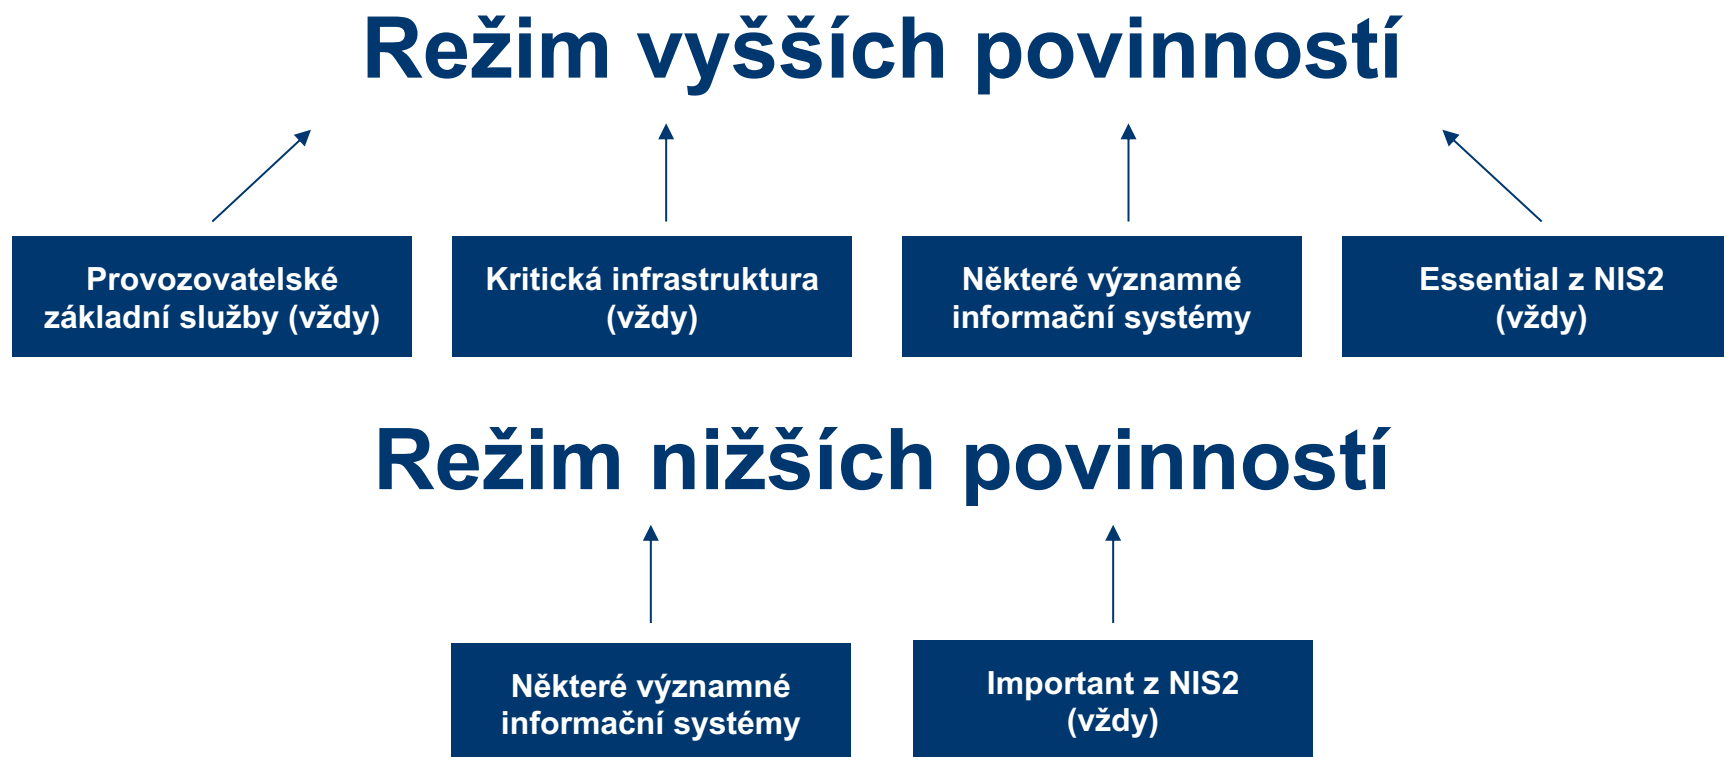 Režim vyšších povinností
Provozovatelské
základní služby (vždy)
Kritická infrastruktura
(vždy)
Některé významné
informační systémy
Essential z NIS2
(vždy)
Režim nižších povinností
Některé významné
informační systémy
Important z NIS2
(vždy)